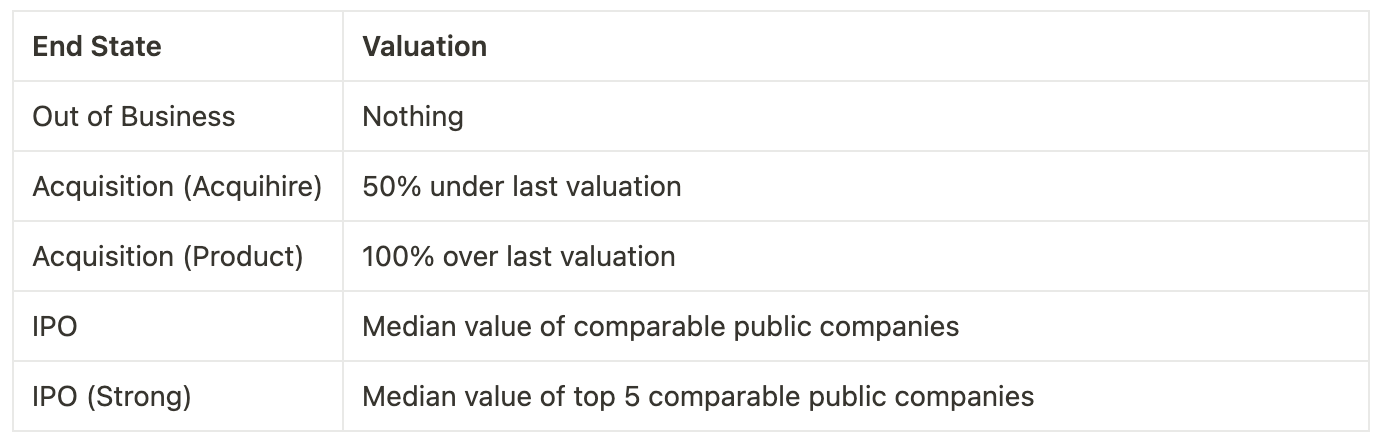 End State Valuation
Out of Business Nothing
Acquisition (Acquihire) 50% under last valuation
Acquisition (Product) 100% over last valuation
IPO Median value of comparable public companies
IPO (Strong) Median value of top 5 comparable public companies